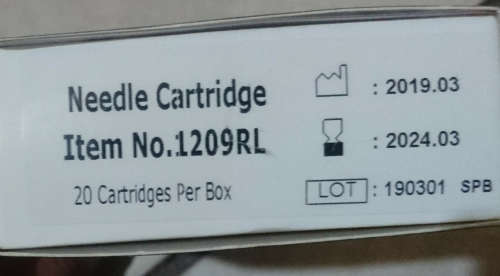 Needle Cartridge
Item No.1209RL
20 Cartridges Per Box
: 2019.03
: 2024.03
LOT : 190301 SPB